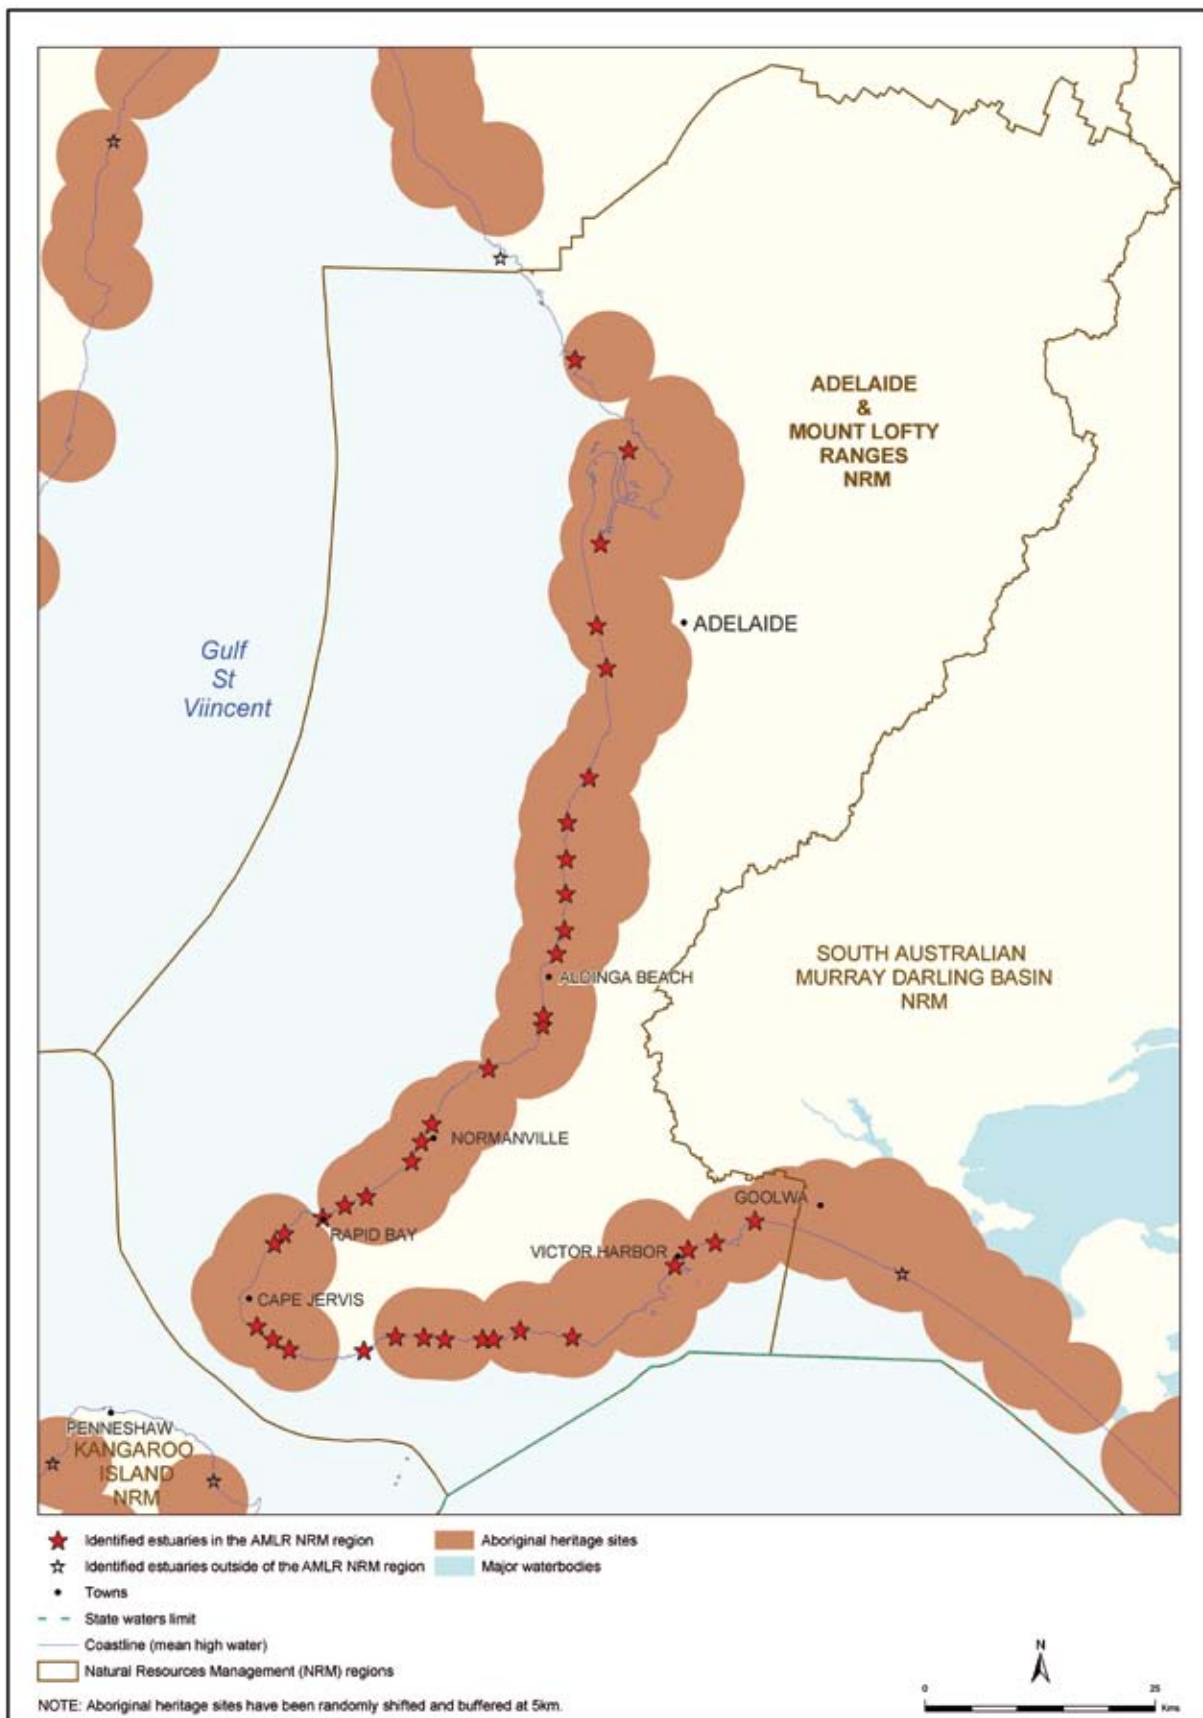 ADELAIDE
&
MOUNT LOFTY
RANGES
NRM
ADELAIDE
Gulf
St
Viincent
SOUTH AUSTRALIAN
MURRAY DARLING BASIN
NRM
ALDINGA BEACH
NORMANVILLE
GOOLWA
RAPID BAY
VICTOR HARBOR
CAPE JERVIS
PENNESHAW
KANGAROO
ISLAND
NRM
Identified estuaries in the AMLR NRM region
Aboriginal heritage sites
Identified estuaries outside of the AMLR NRM region
Major waterbodies
Towns
State waters limit
Coastline (mean high water)
Natural Resources Management (NRM) regions
NOTE: Aboriginal heritage sites have been randomly shifted and buffered at 5km.
N
0 25
Kms